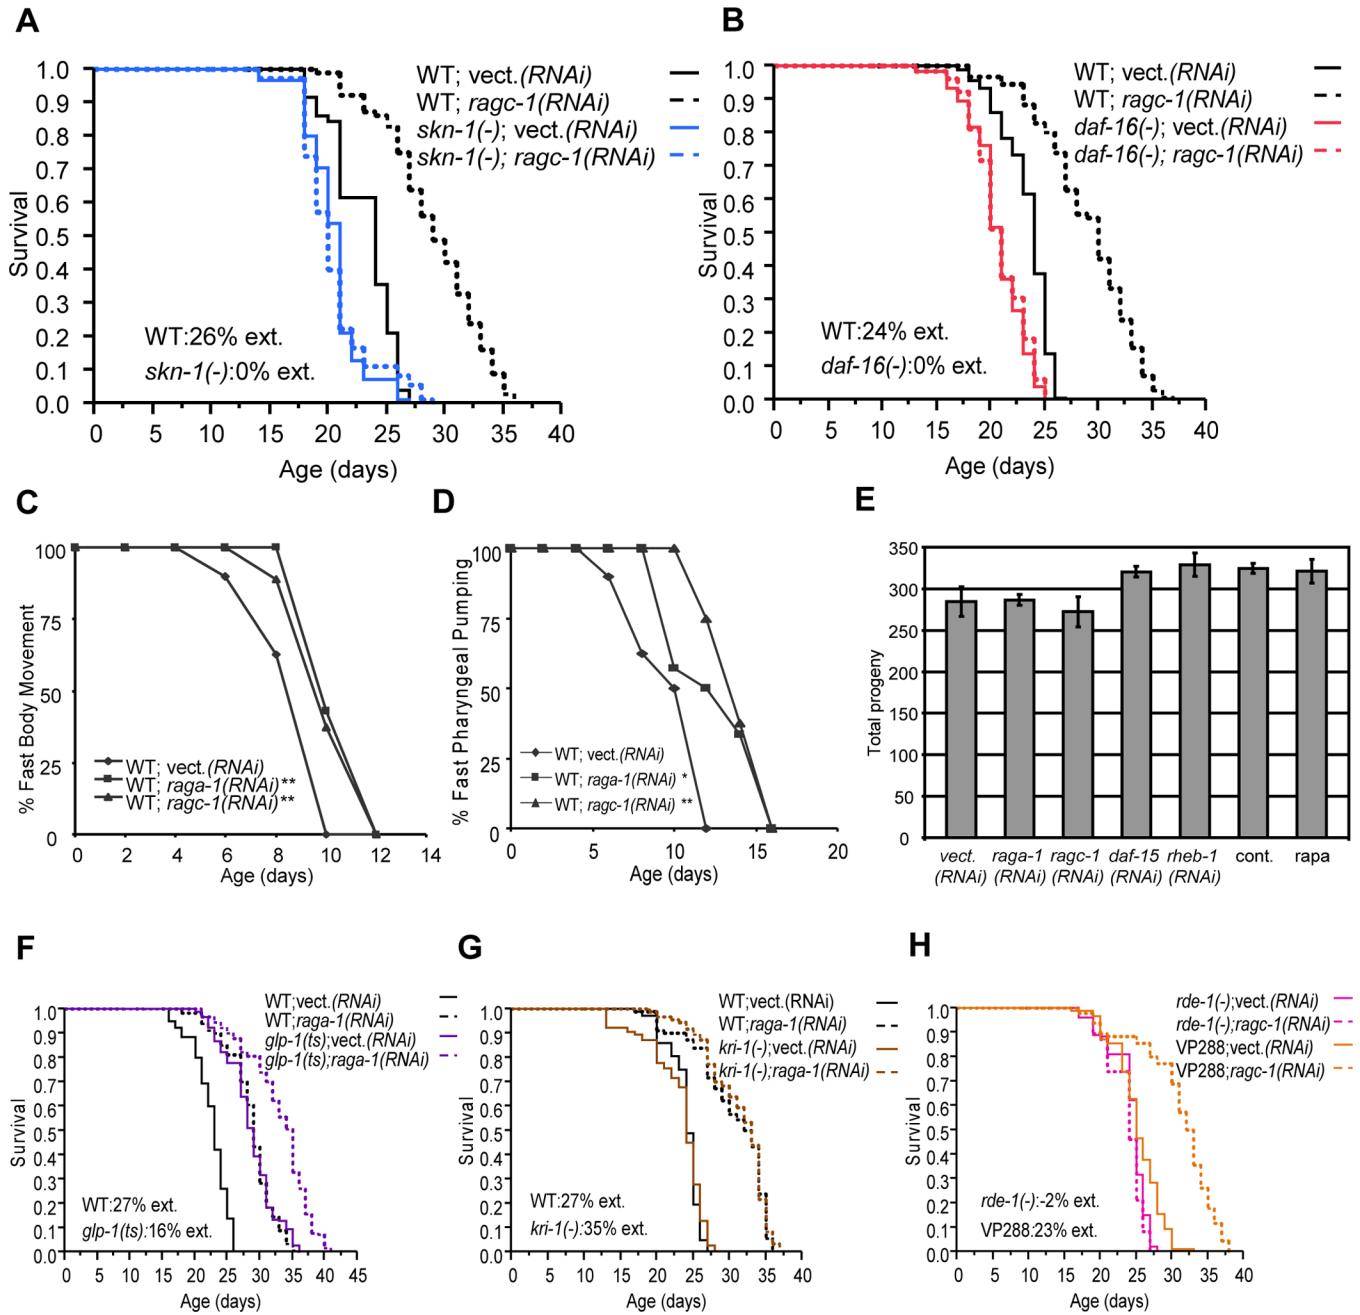 A
1.0
0.9
0.8
0.7
0.6
0.5
0.4
0.3
0.2
0.1
0.0
Survival
WT; vect.(RNAi)
WT; ragc-1(RNAi)
skn-1(-); vect.(RNAi)
skn-1(-); ragc-1(RNAi)
WT:26% ext.
skn-1(-):0% ext.
0 5 10 15 20 25 30 35 40
Age (days)
B
1.0
0.9
0.8
0.7
0.6
0.5
0.4
0.3
0.2
0.1
0.0
Survival
WT; vect.(RNAi)
WT; ragc-1(RNAi)
daf-16(-); vect.(RNAi)
daf-16(-); ragc-1(RNAi)
WT:24% ext.
daf-16(-):0% ext.
0 5 10 15 20 25 30 35 40
Age (days)
C
100
75
50
25
0
% Fast Body Movement
WT; vect.(RNAi)
WT; raga-1(RNAi)**
WT; ragc-1(RNAi)**
0 2 4 6 8 10 12 14
Age (days)
D
100
75
50
25
0
% Fast Pharyngeal Pumping
WT; vect.(RNAi)
WT; raga-1(RNAi) *
WT; ragc-1(RNAi) **
0 5 10 15 20
Age (days)
E
350
300
250
200
150
100
50
0
Total progeny
vect. raga-1 ragc-1 daf-15 rheb-1 cont. rapa
(RNAi) (RNAi) (RNAi) (RNAi) (RNAi)
F
1.0
0.9
0.8
0.7
0.6
0.5
0.4
0.3
0.2
0.1
0.0
Survival
WT;vect.(RNAi)
WT;raga-1(RNAi)
glp-1(ts);vect.(RNAi)
glp-1(ts);raga-1(RNAi)
WT:27% ext.
glp-1(ts):16% ext.
0 5 10 15 20 25 30 35 40 45
Age (days)
G
1.0
0.9
0.8
0.7
0.6
0.5
0.4
0.3
0.2
0.1
0.0
Survival
WT;vect.(RNAi)
WT;raga-1(RNAi)
kri-1(-);vect.(RNAi)
kri-1(-);raga-1(RNAi)
WT:27% ext.
kri-1(-):35% ext.
0 5 10 15 20 25 30 35 40
Age (days)
H
1.0
0.9
0.8
0.7
0.6
0.5
0.4
0.3
0.2
0.1
0.0
Survival
rde-1(-);vect.(RNAi)
rde-1(-);ragc-1(RNAi)
VP288;vect.(RNAi)
VP288;ragc-1(RNAi)
rde-1(-):-2% ext.
VP288:23% ext.
0 5 10 15 20 25 30 35 40
Age (days)